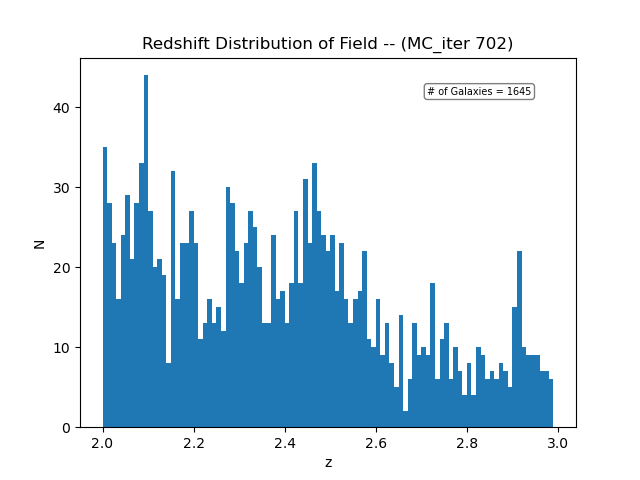 Redshift Distribution of Field -- (MC_iter 702)
# of Galaxies = 1645
N
40
30
20
10
0
2.0 2.2 2.4 2.6 2.8 3.0
z